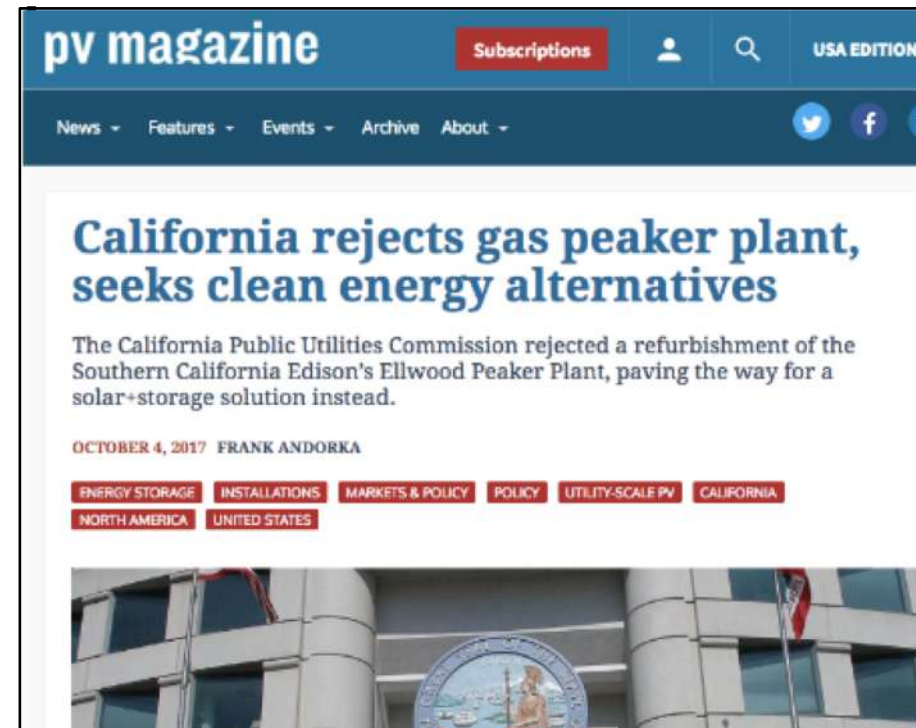 pv magazine
Subscriptions
USA EDITION
News Features Events Archive About
California rejects gas peaker plant,
seeks clean energy alternatives
The California Public Utilities Commission rejected a refurbishment of the
Southern California Edison's Ellwood Peaker Plant, paving the way for a
solar+storage solution instead.
OCTOBER 4, 2017 FRANK ANDORKA
ENERGY STORAGE INSTALLATIONS MARKETS & POLICY POLICY UTILITY-SCALE PV CALIFORNIA
NORTH AMERICA UNITED STATES